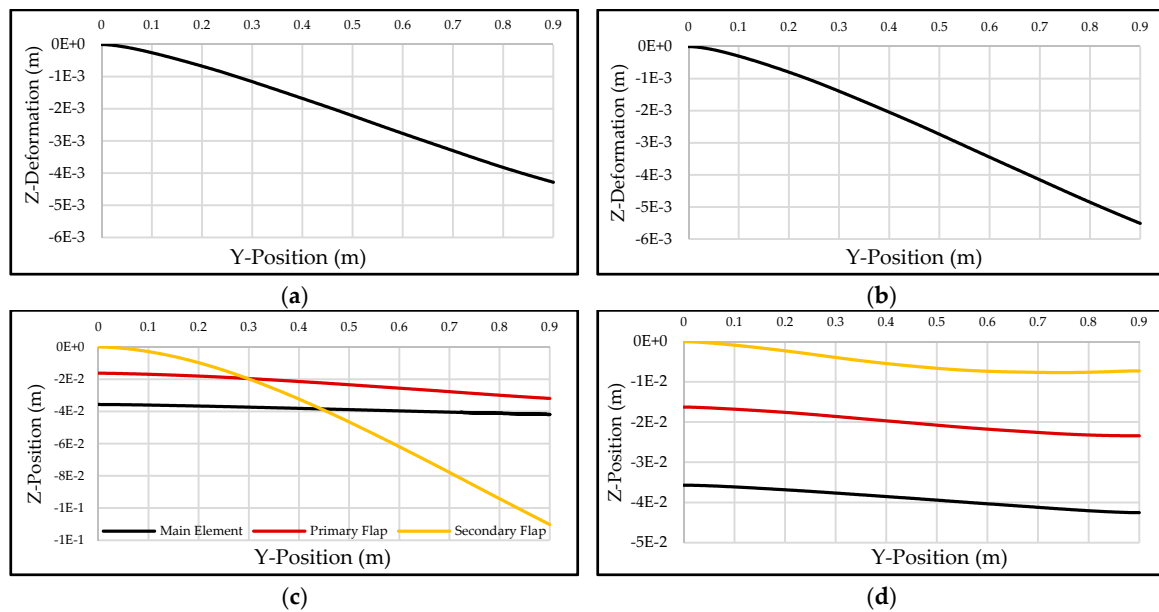 0 0.1 0.2 0.3 0.4 0.5 0.6 0.7 0.8 0.9
0E+0
-1E-3
-2E-3
-3E-3
-4E-3
-5E-3
-6E-3
Z-Deformation (m)
Y-Position (m)
(a)
0 0.1 0.2 0.3 0.4 0.5 0.6 0.7 0.8 0.9
0E+0
-1E-3
-2E-3
-3E-3
-4E-3
-5E-3
-6E-3
Z-Deformation (m)
Y-Position (m)
(b)
0 0.1 0.2 0.3 0.4 0.5 0.6 0.7 0.8 0.9
0E+0
-2E-2
-4E-2
-6E-2
-8E-2
-1E-1
-1E-1
Z-Position (m)
Main Element Primary Flap Secondary Flap
Y-Position (m)
(c)
0 0.1 0.2 0.3 0.4 0.5 0.6 0.7 0.8 0.9
0E+0
-1E-2
-2E-2
-3E-2
-4E-2
-5E-2
Z-Position (m)
Y-Position (m)
(d)